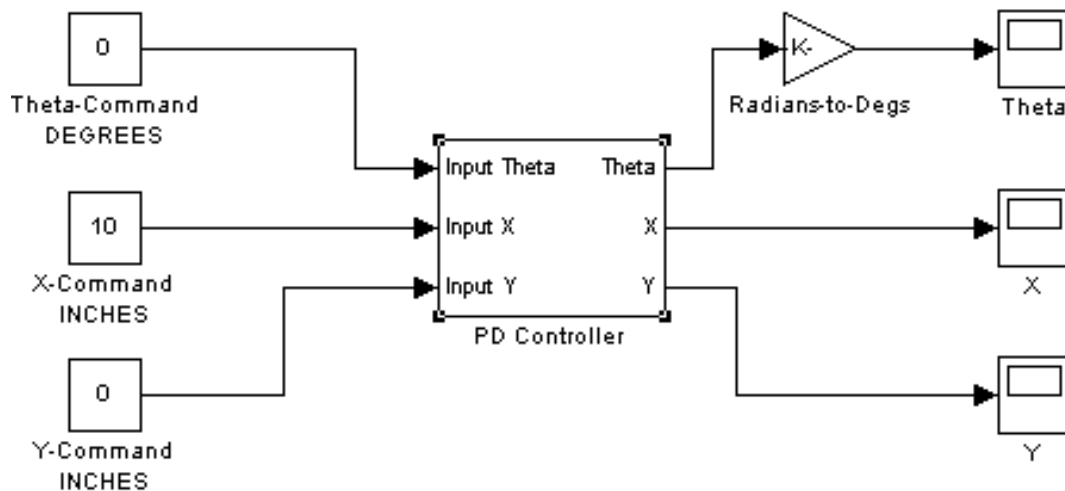 0
Theta-Command
DEGREES
K-
Radians-to-Degs
Theta
Input Theta
Theta
10
X-Command
INCHES
Input X
X
X
Input Y
Y
PD Controller
0
Y-Command
INCHES
Y